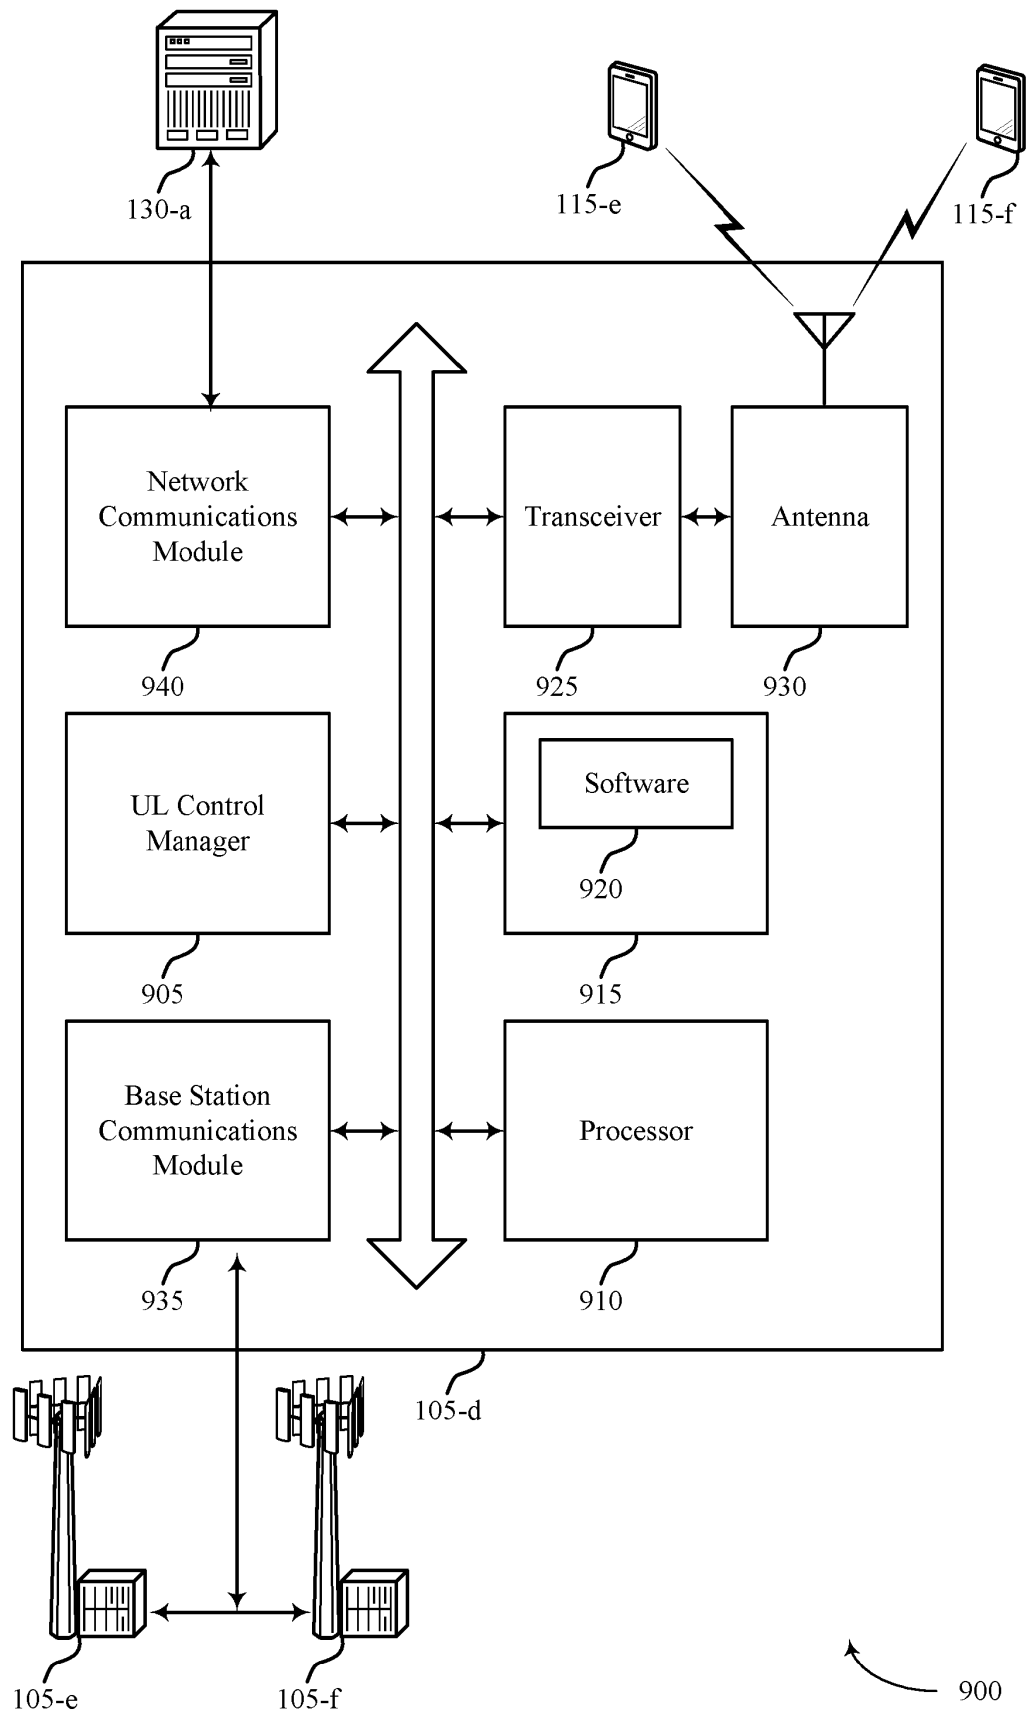 130-a
115-e
115-f
Network
Communications
Module
Transceiver
Antenna
940
925
930
UL Control
Manager
Software
920
905
915
Base Station
Communications
Module
Processor
935
910
105-d
105-e
105-f
900